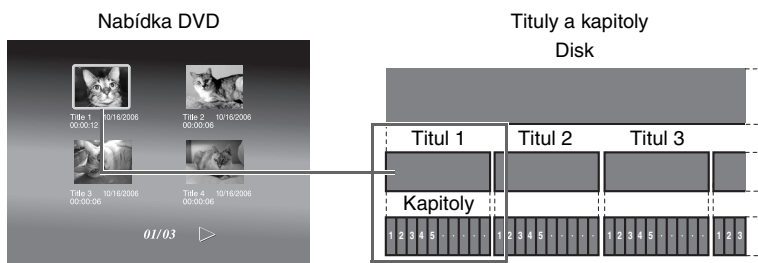 Nabídka DVD
Title 1 10/16/2006
00:00:12
Title 2 10/16/2006
00:00:06
Title 3 10/16/2006
00:00:06
Title 4 10/16/2006
00:00:06
01/03
Tituly a kapitoly
Disk
Titul 1 Titul 2 Titul 3
Kapitoly
1 2 3 4 5 · · · · · 1 2 3 4 5 · · · · · 1 2 3 4 5 · · · · · 1 2 3